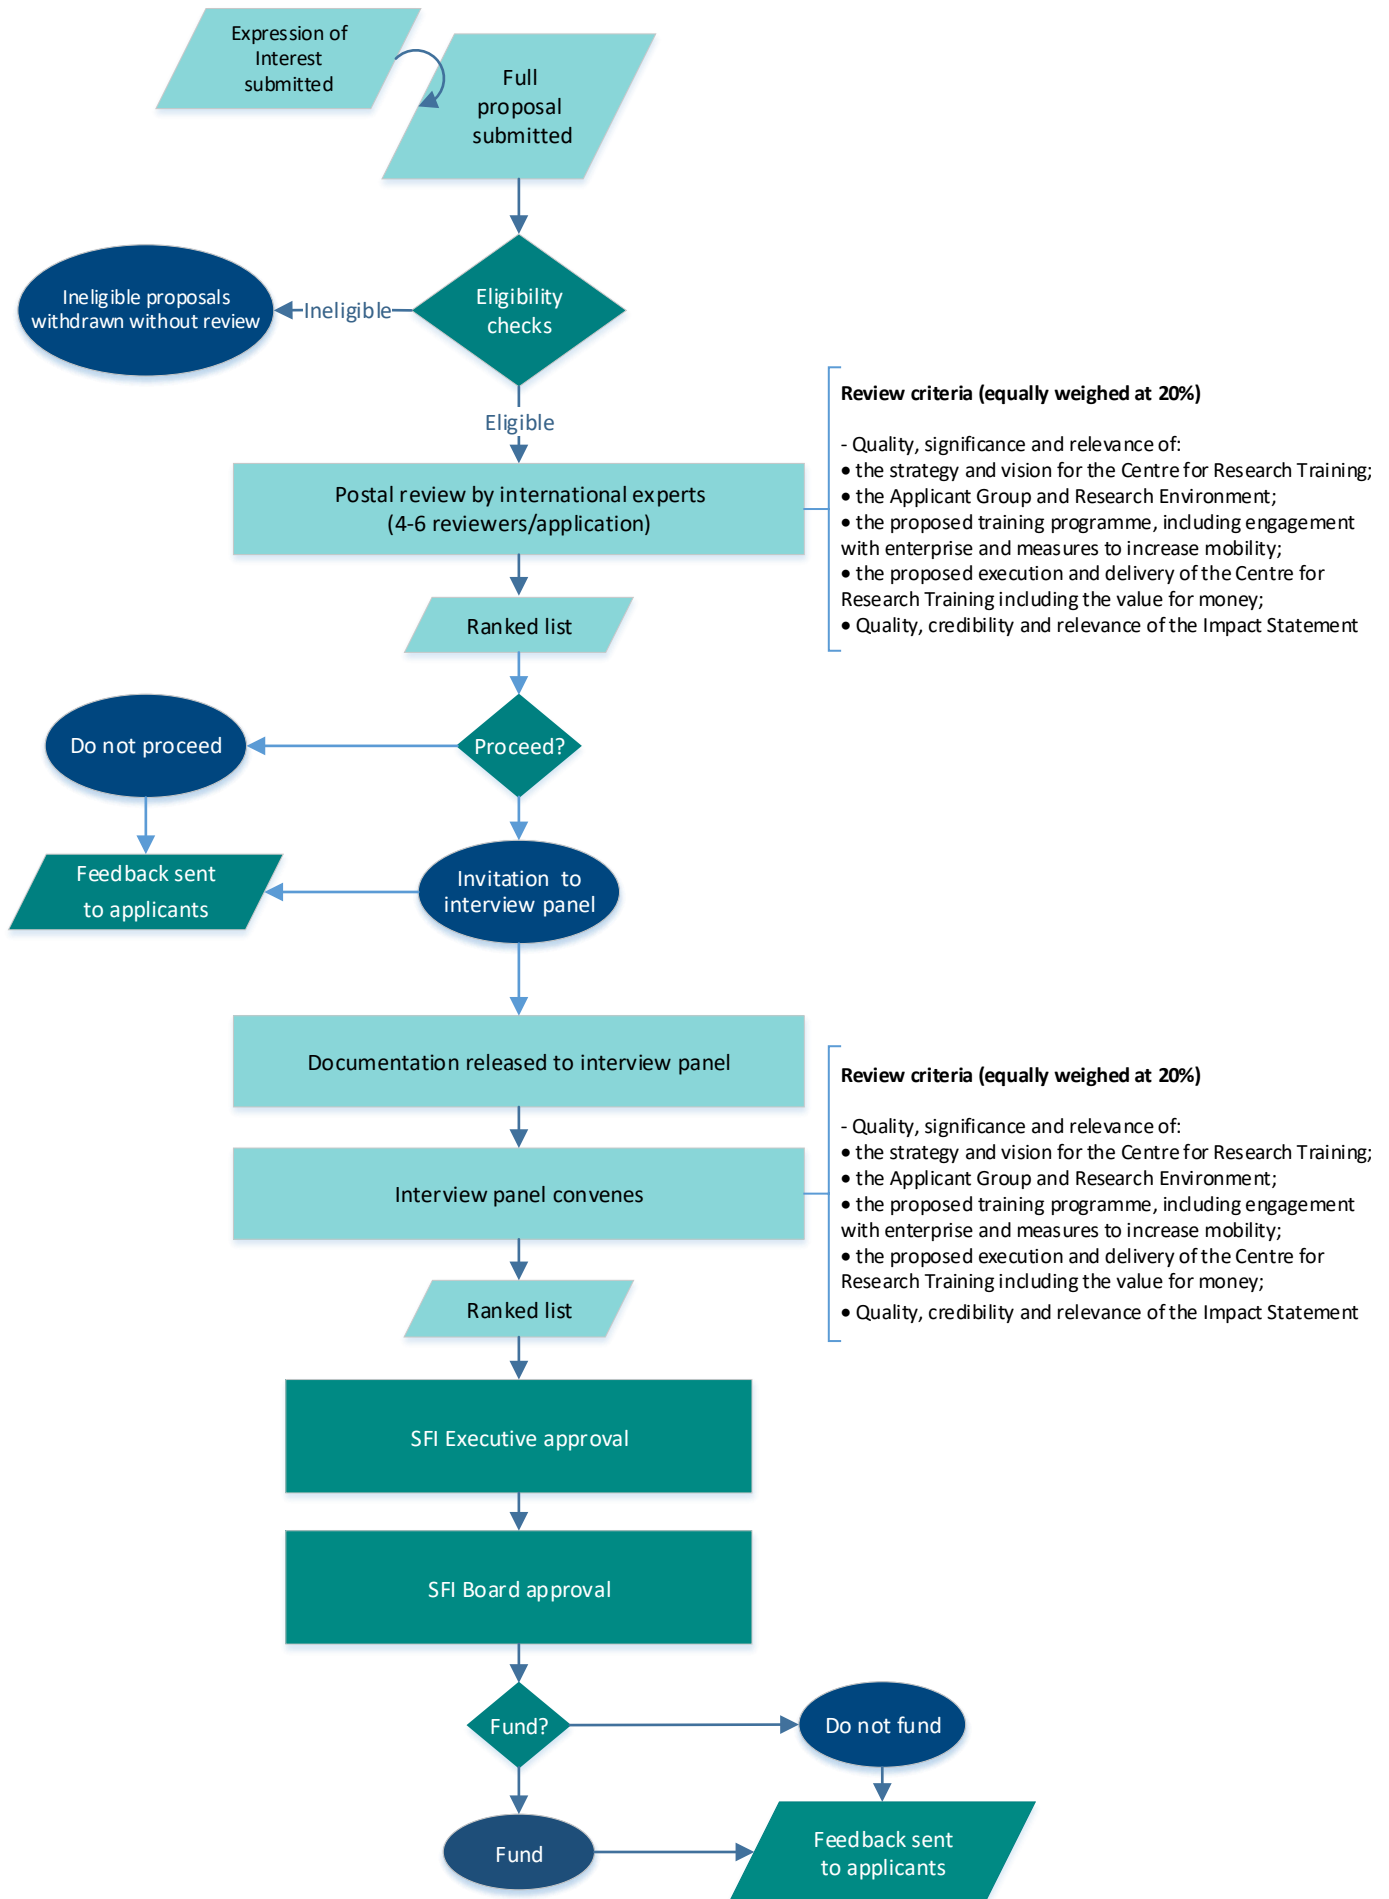 Expression of
Interest
submitted
Full
proposal
submitted
Eligibility
checks
Ineligible
Ineligible proposals
withdrawn without review
Eligible
Postal review by international experts
(4-6 reviewers/application)
Review criteria (equally weighed at 20%)
- Quality, significance and relevance of:
• the strategy and vision for the Centre for Research Training;
• the Applicant Group and Research Environment;
• the proposed training programme, including engagement
with enterprise and measures to increase mobility;
• the proposed execution and delivery of the Centre for
Research Training including the value for money;
• Quality, credibility and relevance of the Impact Statement
Ranked list
Proceed?
Do not proceed
Feedback sent
to applicants
Invitation to
interview panel
Documentation released to interview panel
Interview panel convenes
Review criteria (equally weighed at 20%)
- Quality, significance and relevance of:
• the strategy and vision for the Centre for Research Training;
• the Applicant Group and Research Environment;
• the proposed training programme, including engagement
with enterprise and measures to increase mobility;
• the proposed execution and delivery of the Centre for
Research Training including the value for money;
• Quality, credibility and relevance of the Impact Statement
Ranked list
SFI Executive approval
SFI Board approval
Fund?
Do not fund
Fund
Feedback sent
to applicants